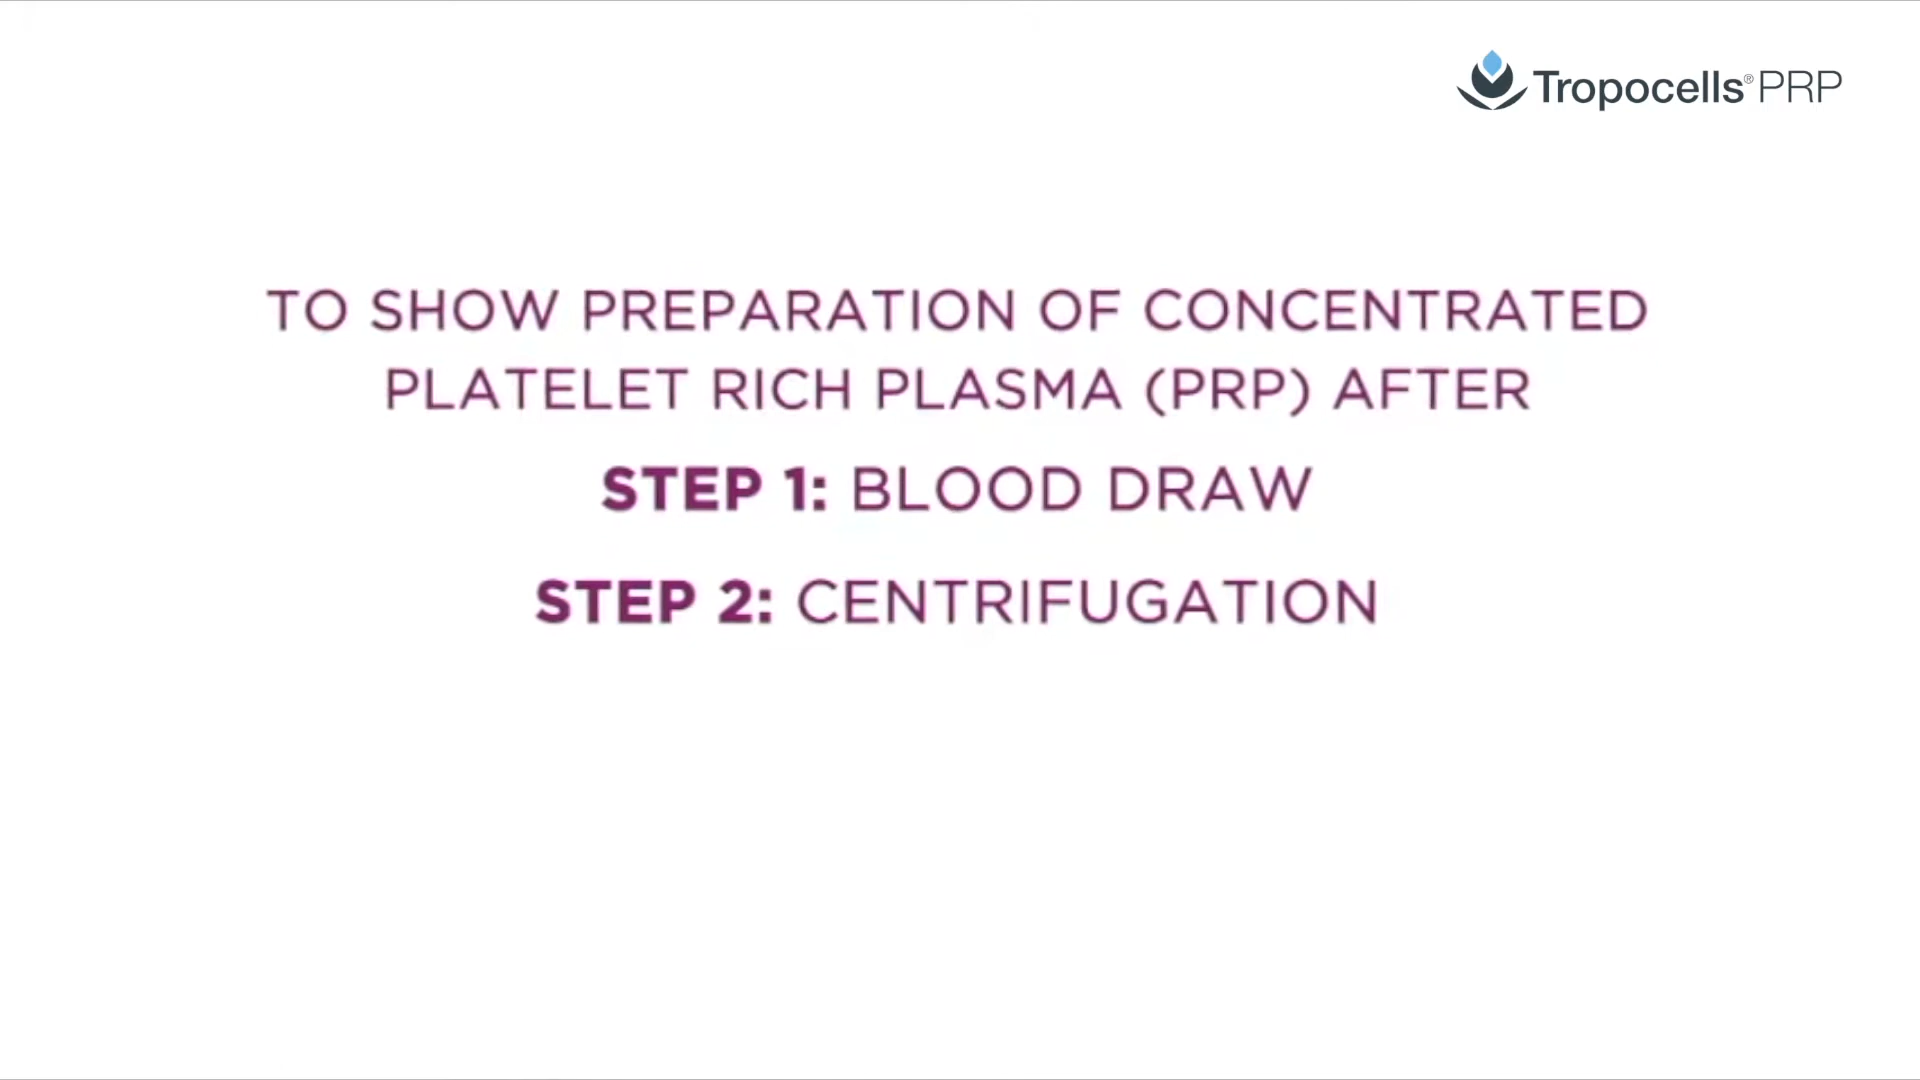 Tropocells® PRP
TO SHOW PREPARATION OF CONCENTRATED
PLATELET RICH PLASMA (PRP) AFTER
STEP 1: BLOOD DRAW
STEP 2: CENTRIFUGATION